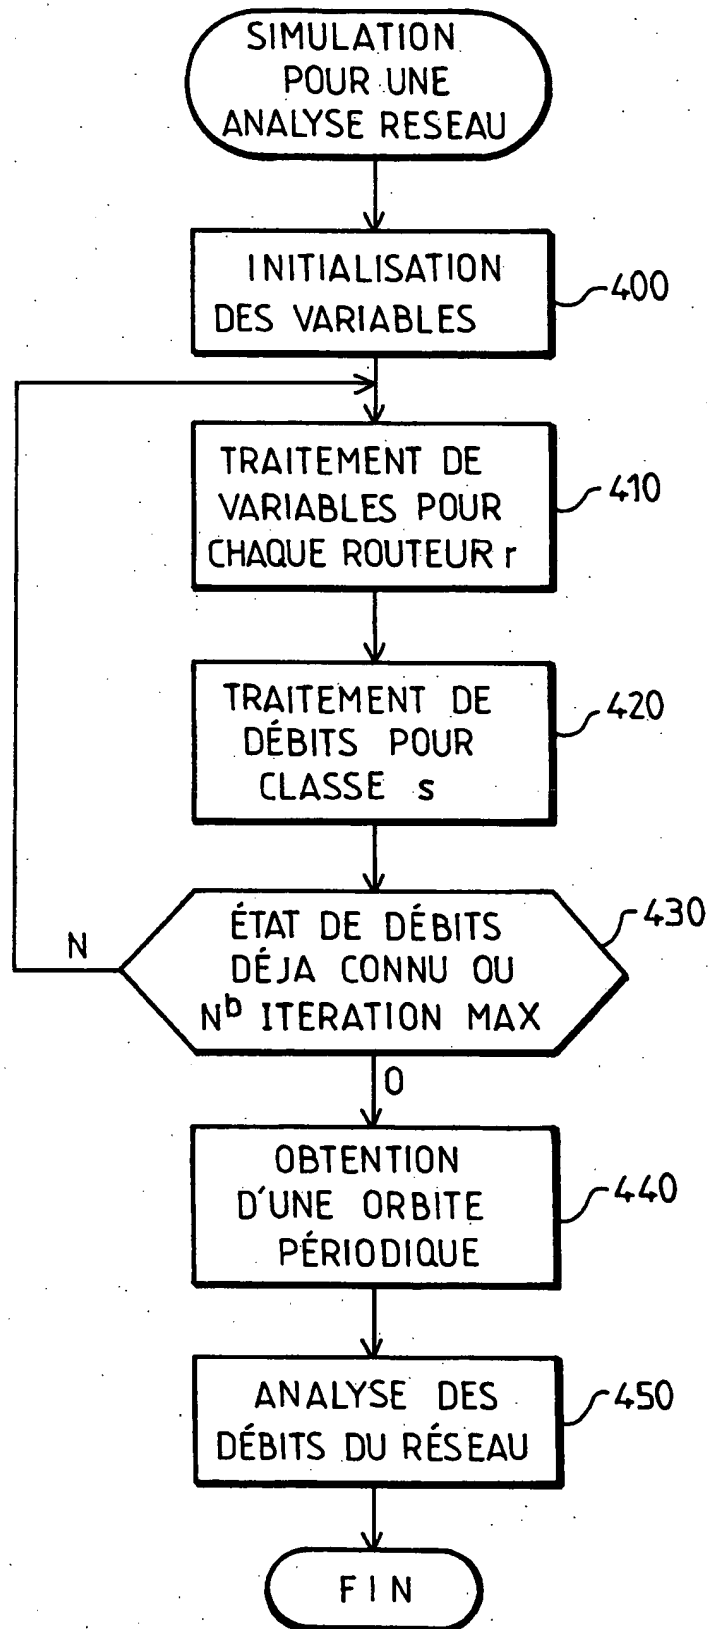 SIMULATION
POUR UNE
ANALYSE RESEAU
INITIALISATION
DES VARIABLES
400
TRAITEMENT DE
VARIABLES POUR
CHAQUE ROUTEUR r
410
TRAITEMENT DE
DÉBITS POUR
CLASSE s
420
ÉTAT DE DÉBITS
DÉJA CONNU OU
Nb ITERATION MAX
430
N
O
OBTENTION
D'UNE ORBITE
PÉRIODIQUE
440
ANALYSE DES
DÉBITS DU RÉSEAU
450
FIN